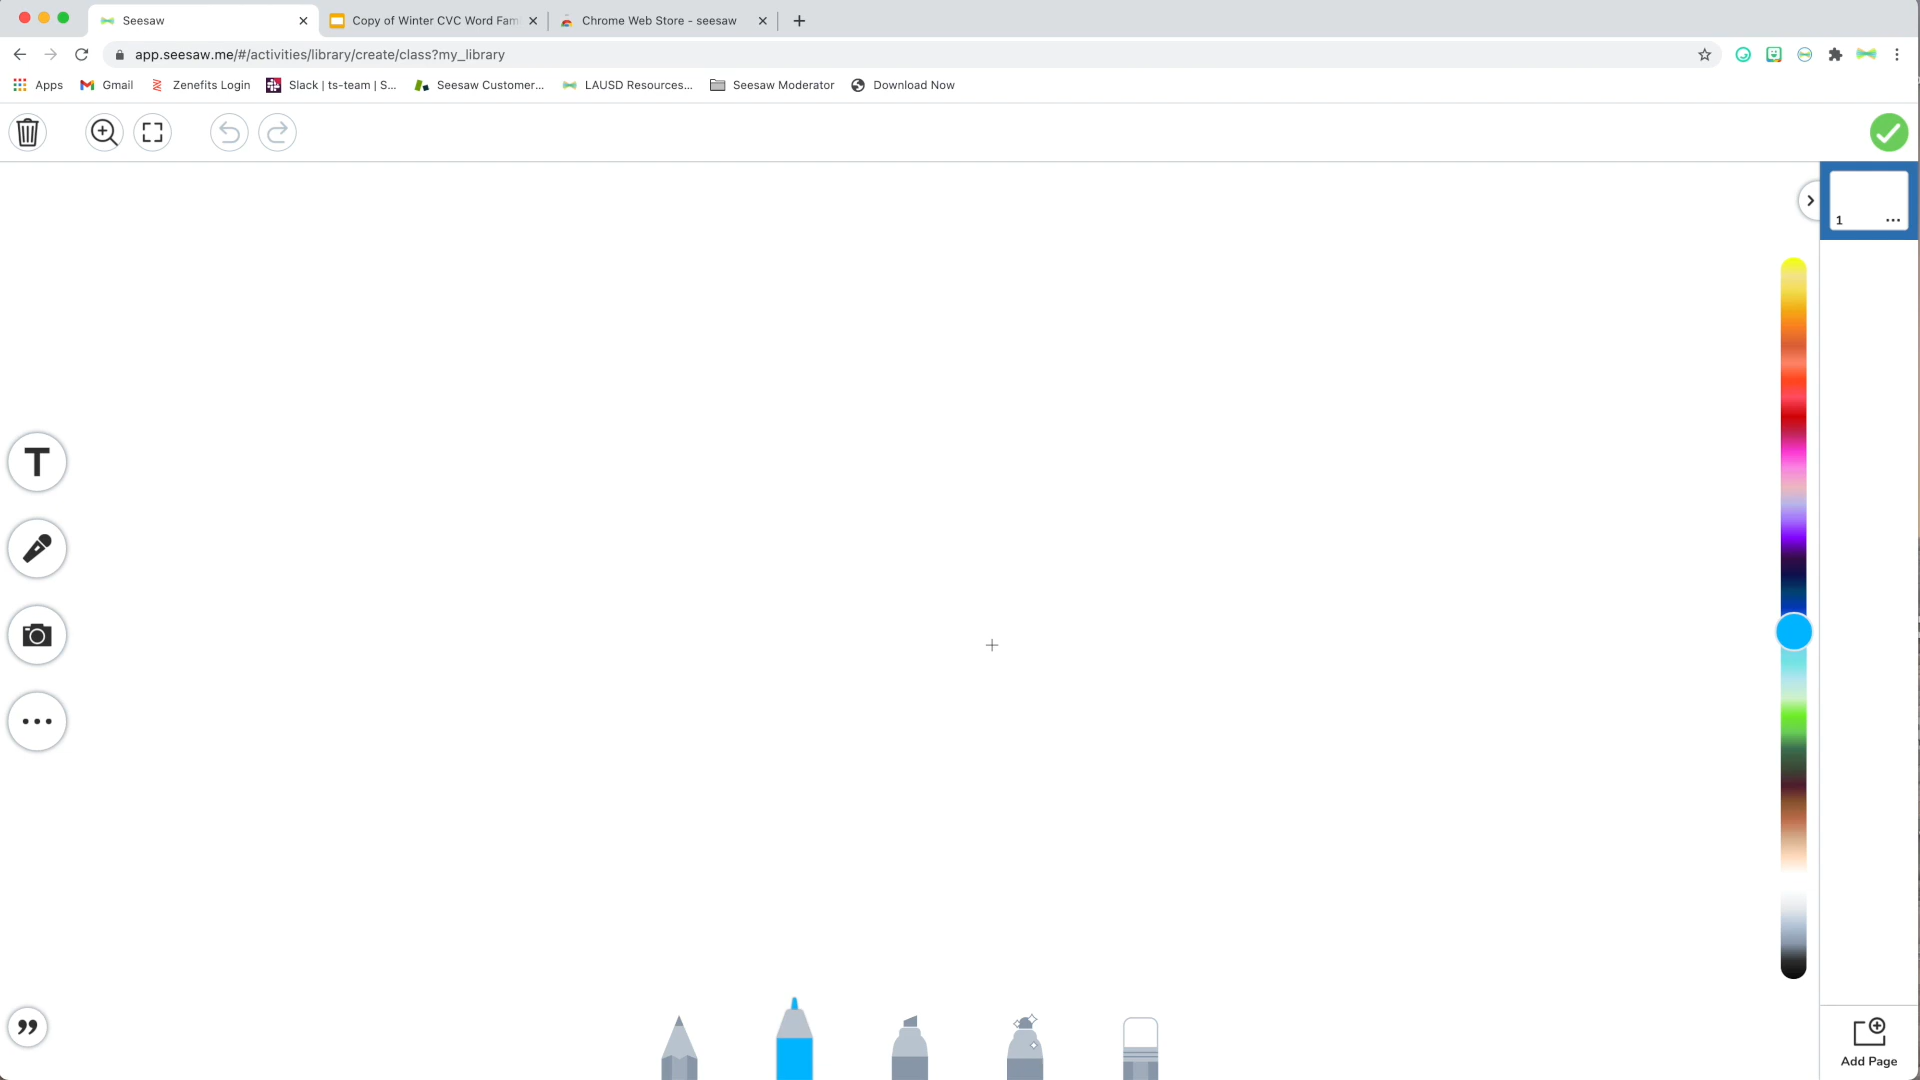 Seesaw
Copy of Winter CVC Word Fam
Chrome Web Store - seesaw
app.seesaw.me/#/activities/library/create/class?my_library
Apps
Gmail
Zenefits Login
Slack | ts-team | S...
Seesaw Customer...
LAUSD Resources...
Seesaw Moderator
Download Now
1
T
Add Page